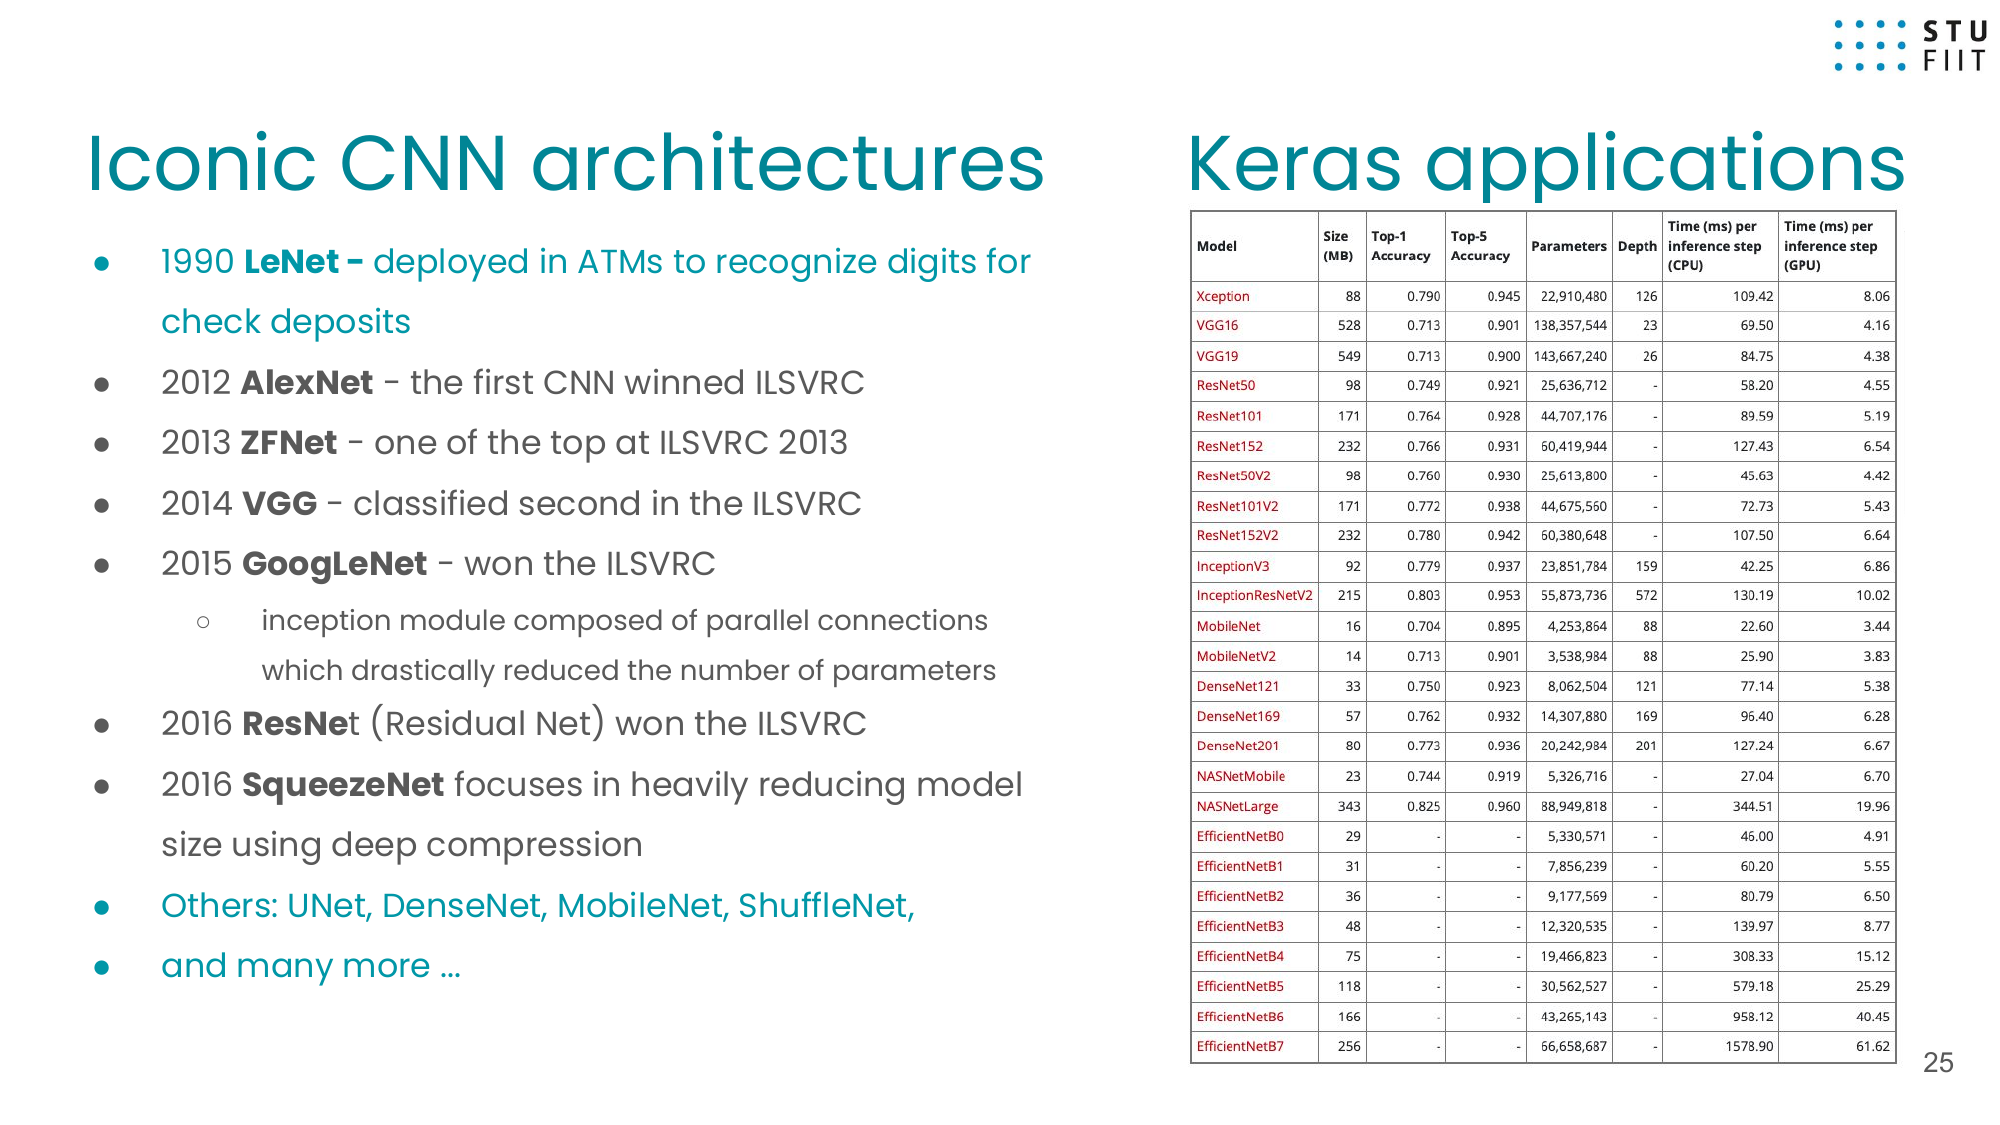 STU
FIIT
Iconic CNN architectures
● 1990 LeNet - deployed in ATMs to recognize digits for
check deposits
● 2012 AlexNet - the first CNN winned ILSVRC
● 2013 ZFNet - one of the top at ILSVRC 2013
● 2014 VGG - classified second in the ILSVRC
● 2015 GoogLeNet - won the ILSVRC
○ inception module composed of parallel connections
which drastically reduced the number of parameters
● 2016 ResNet (Residual Net) won the ILSVRC
● 2016 SqueezeNet focuses in heavily reducing model
size using deep compression
● Others: UNet, DenseNet, MobileNet, ShuffleNet,
● and many more ...
Keras applications
Model Size (MB) Top-1 Accuracy Top-5 Accuracy Parameters Depth Time (ms) per inference step (CPU) Time (ms) per inference step (GPU)
Xception 88 0.790 0.945 22,910,480 126 109.42 8.06
VGG16 528 0.713 0.901 138,357,544 23 69.50 4.16
VGG19 549 0.713 0.900 143,667,240 26 84.75 4.38
ResNet50 98 0.749 0.921 25,636,712 - 58.20 4.55
ResNet101 171 0.764 0.928 44,707,176 - 89.59 5.19
ResNet152 232 0.766 0.931 60,419,944 - 127.43 6.54
ResNet50V2 98 0.760 0.930 25,613,800 - 45.63 4.42
ResNet101V2 171 0.772 0.938 44,675,560 - 72.73 5.43
ResNet152V2 232 0.780 0.942 60,380,648 - 107.50 6.64
InceptionV3 92 0.779 0.937 23,851,784 159 42.25 6.86
InceptionResNetV2 215 0.803 0.953 55,873,736 572 130.19 10.02
MobileNet 16 0.704 0.895 4,253,864 88 22.60 3.44
MobileNetV2 14 0.713 0.901 3,538,984 88 25.90 3.83
DenseNet121 33 0.750 0.923 8,062,504 121 77.14 5.38
DenseNet169 57 0.762 0.932 14,307,880 169 96.40 6.28
DenseNet201 80 0.773 0.936 20,242,984 201 127.24 6.67
NASNetMobile 23 0.744 0.919 5,326,716 - 27.04 6.70
NASNetLarge 343 0.825 0.960 88,949,818 - 344.51 19.96
EfficientNetB0 29 - - 5,330,571 - 46.00 4.91
EfficientNetB1 31 - - 7,856,239 - 60.20 5.55
EfficientNetB2 36 - - 9,177,569 - 80.79 6.50
EfficientNetB3 48 - - 12,320,535 - 139.97 8.77
EfficientNetB4 75 - - 19,466,823 - 308.33 15.12
EfficientNetB5 118 - - 30,562,527 - 579.18 25.29
EfficientNetB6 166 - - 43,265,143 - 958.12 40.45
EfficientNetB7 256 - - 66,658,687 - 1578.90 61.62
25